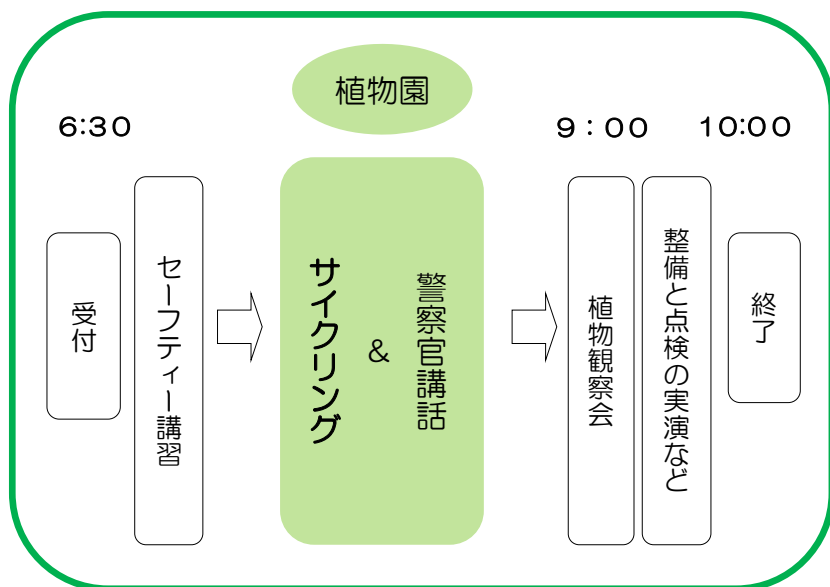 植物園
6:30
9：00
10:00
受付
セーフティー講習
サイクリング
&
警察官講話
植物観察会
整備と点検の実演など
終了